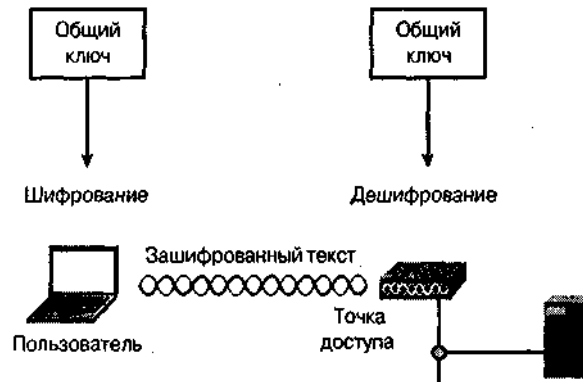 Общий
ключ
Общий
ключ
Шифрование
Дешифрование
Зашифрованный текст
Пользователь
Точка
доступа